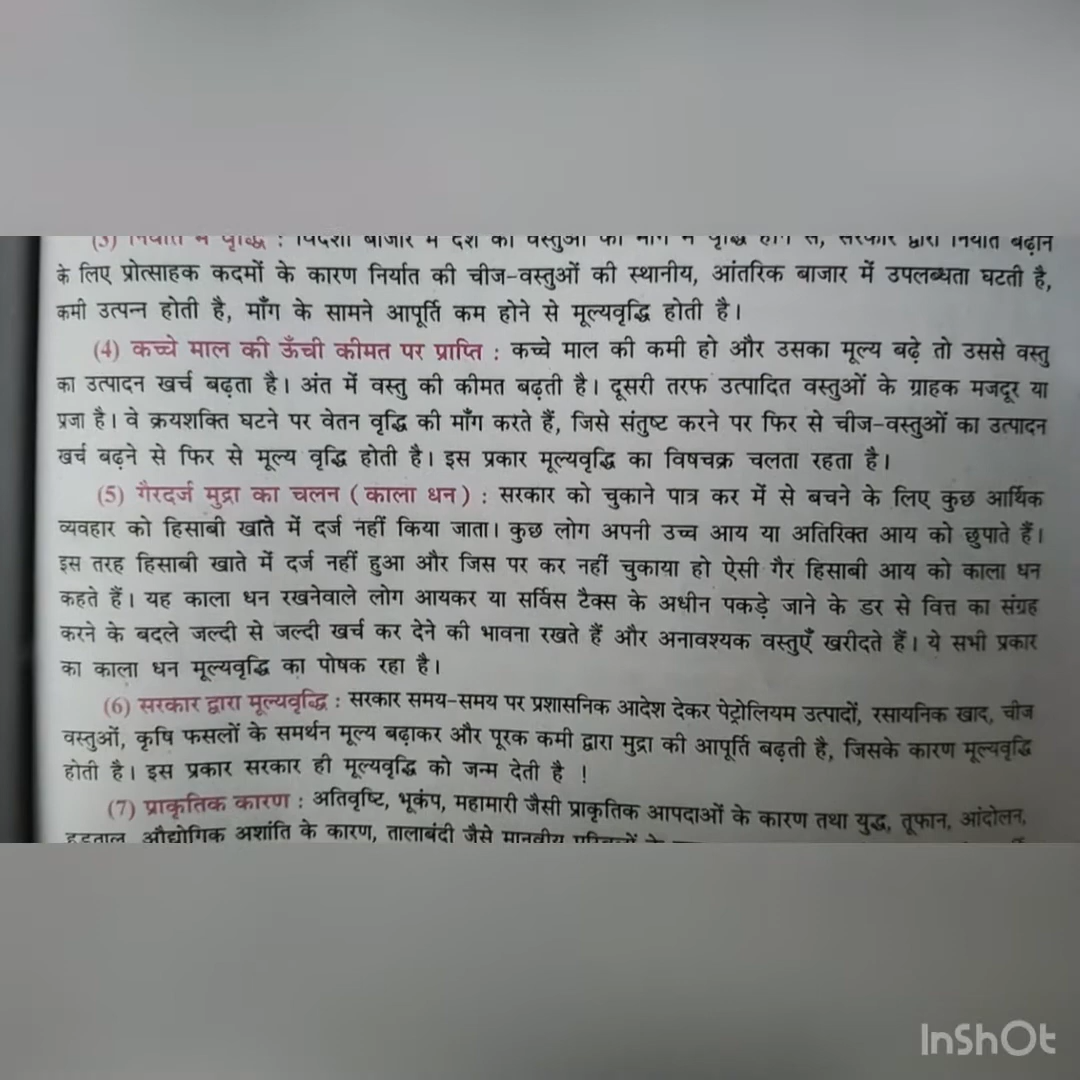 (3) निर्यात में वृद्धि : विदेशी बाजार में देश की वस्तुओं की माँग में वृद्धि होने से, सरकार द्वारा निर्यात बढ़ाने
के लिए प्रोत्साहक कदमों के कारण निर्यात की चीज-वस्तुओं की स्थानीय, आंतरिक बाजार में उपलब्धता घटती है,
कमी उत्पन्न होती है, माँग के सामने आपूर्ति कम होने से मूल्यवृद्धि होती है।
(4) कच्चे माल की ऊँची कीमत पर प्राप्ति : कच्चे माल की कमी हो और उसका मूल्य बढ़े तो उससे वस्तु
का उत्पादन खर्च बढ़ता है। अंत में वस्तु की कीमत बढ़ती है। दूसरी तरफ उत्पादित वस्तुओं के ग्राहक मजदूर या
प्रजा है। वे क्रयशक्ति घटने पर वेतन वृद्धि की माँग करते हैं, जिसे संतुष्ट करने पर फिर से चीज-वस्तुओं का उत्पादन
खर्च बढ़ने से फिर से मूल्य वृद्धि होती है। इस प्रकार मूल्यवृद्धि का विषचक्र चलता रहता है।
(5) गैरदर्ज मुद्रा का चलन ( काला धन ) : सरकार को चुकाने पात्र कर में से बचने के लिए कुछ आर्थिक
व्यवहार को हिसाबी खाते में दर्ज नहीं किया जाता। कुछ लोग अपनी उच्च आय या अतिरिक्त आय को छुपाते हैं।
इस तरह हिसाबी खाते में दर्ज नहीं हुआ और जिस पर कर नहीं चुकाया हो ऐसी गैर हिसाबी आय को काला धन
कहते हैं। यह काला धन रखनेवाले लोग आयकर या सर्विस टैक्स के अधीन पकड़े जाने के डर से वित्त का संग्रह
करने के बदले जल्दी से जल्दी खर्च कर देने की भावना रखते हैं और अनावश्यक वस्तुएँ खरीदते हैं। ये सभी प्रकार
का काला धन मूल्यवृद्धि का पोषक रहा है।
(6) सरकार द्वारा मूल्यवृद्धि : सरकार समय-समय पर प्रशासनिक आदेश देकर पेट्रोलियम उत्पादों, रसायनिक खाद, चीज
वस्तुओं, कृषि फसलों के समर्थन मूल्य बढ़ाकर और पूरक कमी द्वारा मुद्रा की आपूर्ति बढ़ती है, जिसके कारण मूल्यवृद्धि
होती है। इस प्रकार सरकार ही मूल्यवृद्धि को जन्म देती है !
(7) प्राकृतिक कारण : अतिवृष्टि, भूकंप, महामारी जैसी प्राकृतिक आपदाओं के कारण तथा युद्ध, तूफान, आंदोलन,
हड़ताल, औद्योगिक अशांति के कारण, तालाबंदी जैसे मानवीय
InShOt